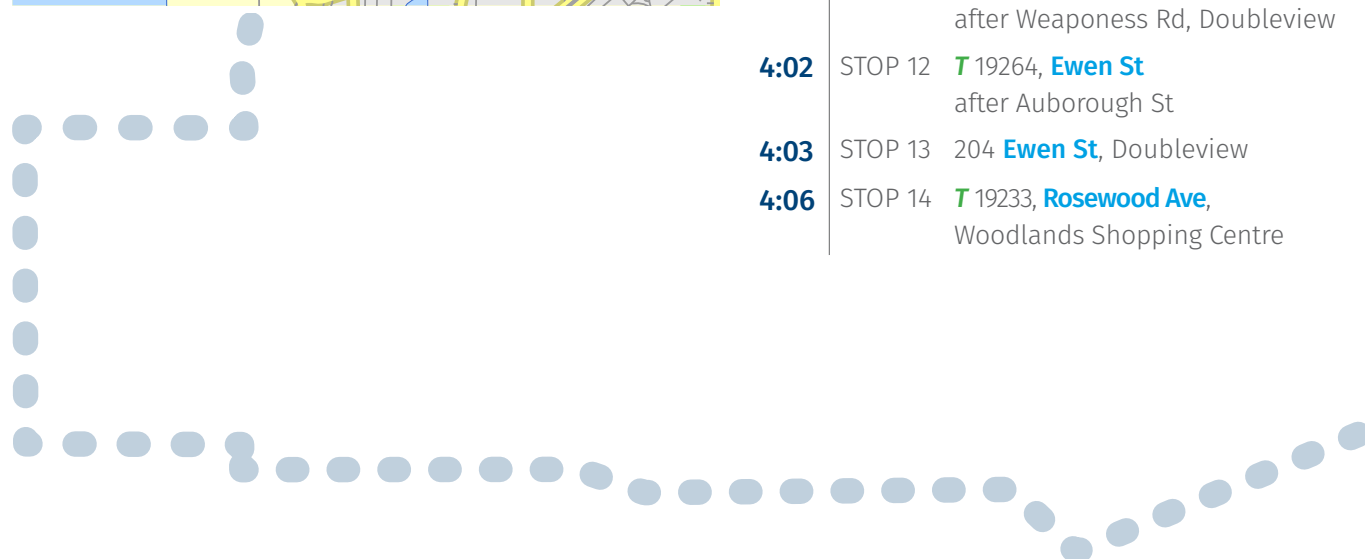 after Weaponess Rd, Doubleview
4:02 STOP 12 T 19264, Ewen St
after Auborough St
4:03 STOP 13 204 Ewen St, Doubleview
4:06 STOP 14 T 19233, Rosewood Ave,
Woodlands Shopping Centre